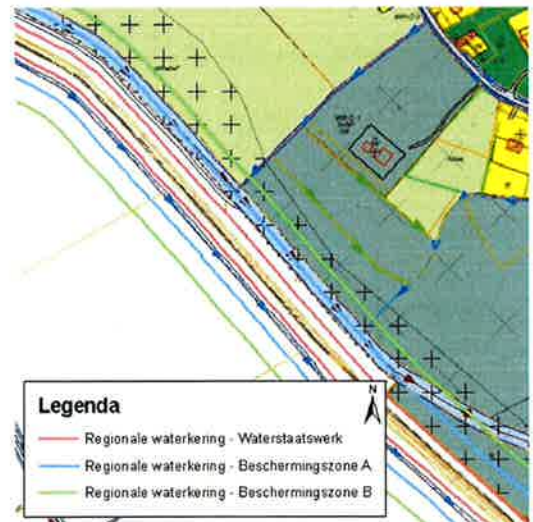 Legenda
N
Regionale waterkering - Waterstaatswerk
Regionale waterkering - Beschermingszone A
Regionale waterkering - Beschermingszone B